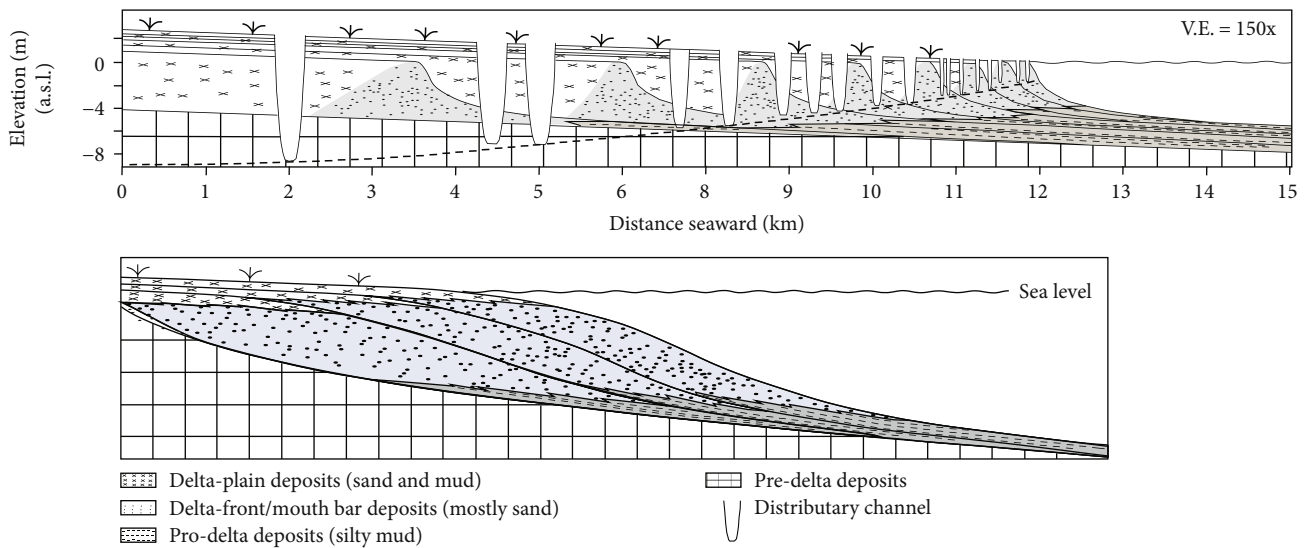 V.E. = 150x
Elevation (m)
(a.s.l.)
0
−4
−8
0 1 2 3 4 5 6 7 8 9 10 11 12 13 14 15
Distance seaward (km)
Sea level
Delta-plain deposits (sand and mud)
Delta-front/mouth bar deposits (mostly sand)
Pro-delta deposits (silty mud)
Pre-delta deposits
Distributary channel